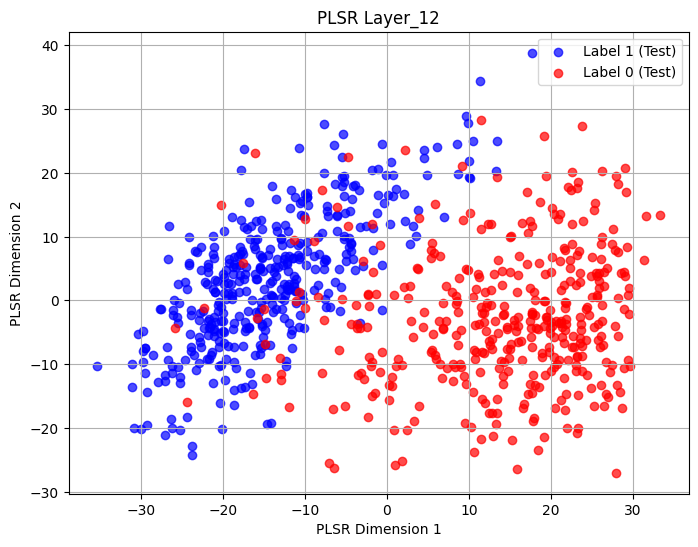 PLSR Layer_12
Label 1 (Test)
Label 0 (Test)
PLSR Dimension 2
40
30
20
10
0
−10
−20
−30
−30 −20 −10 0 10 20 30
PLSR Dimension 1